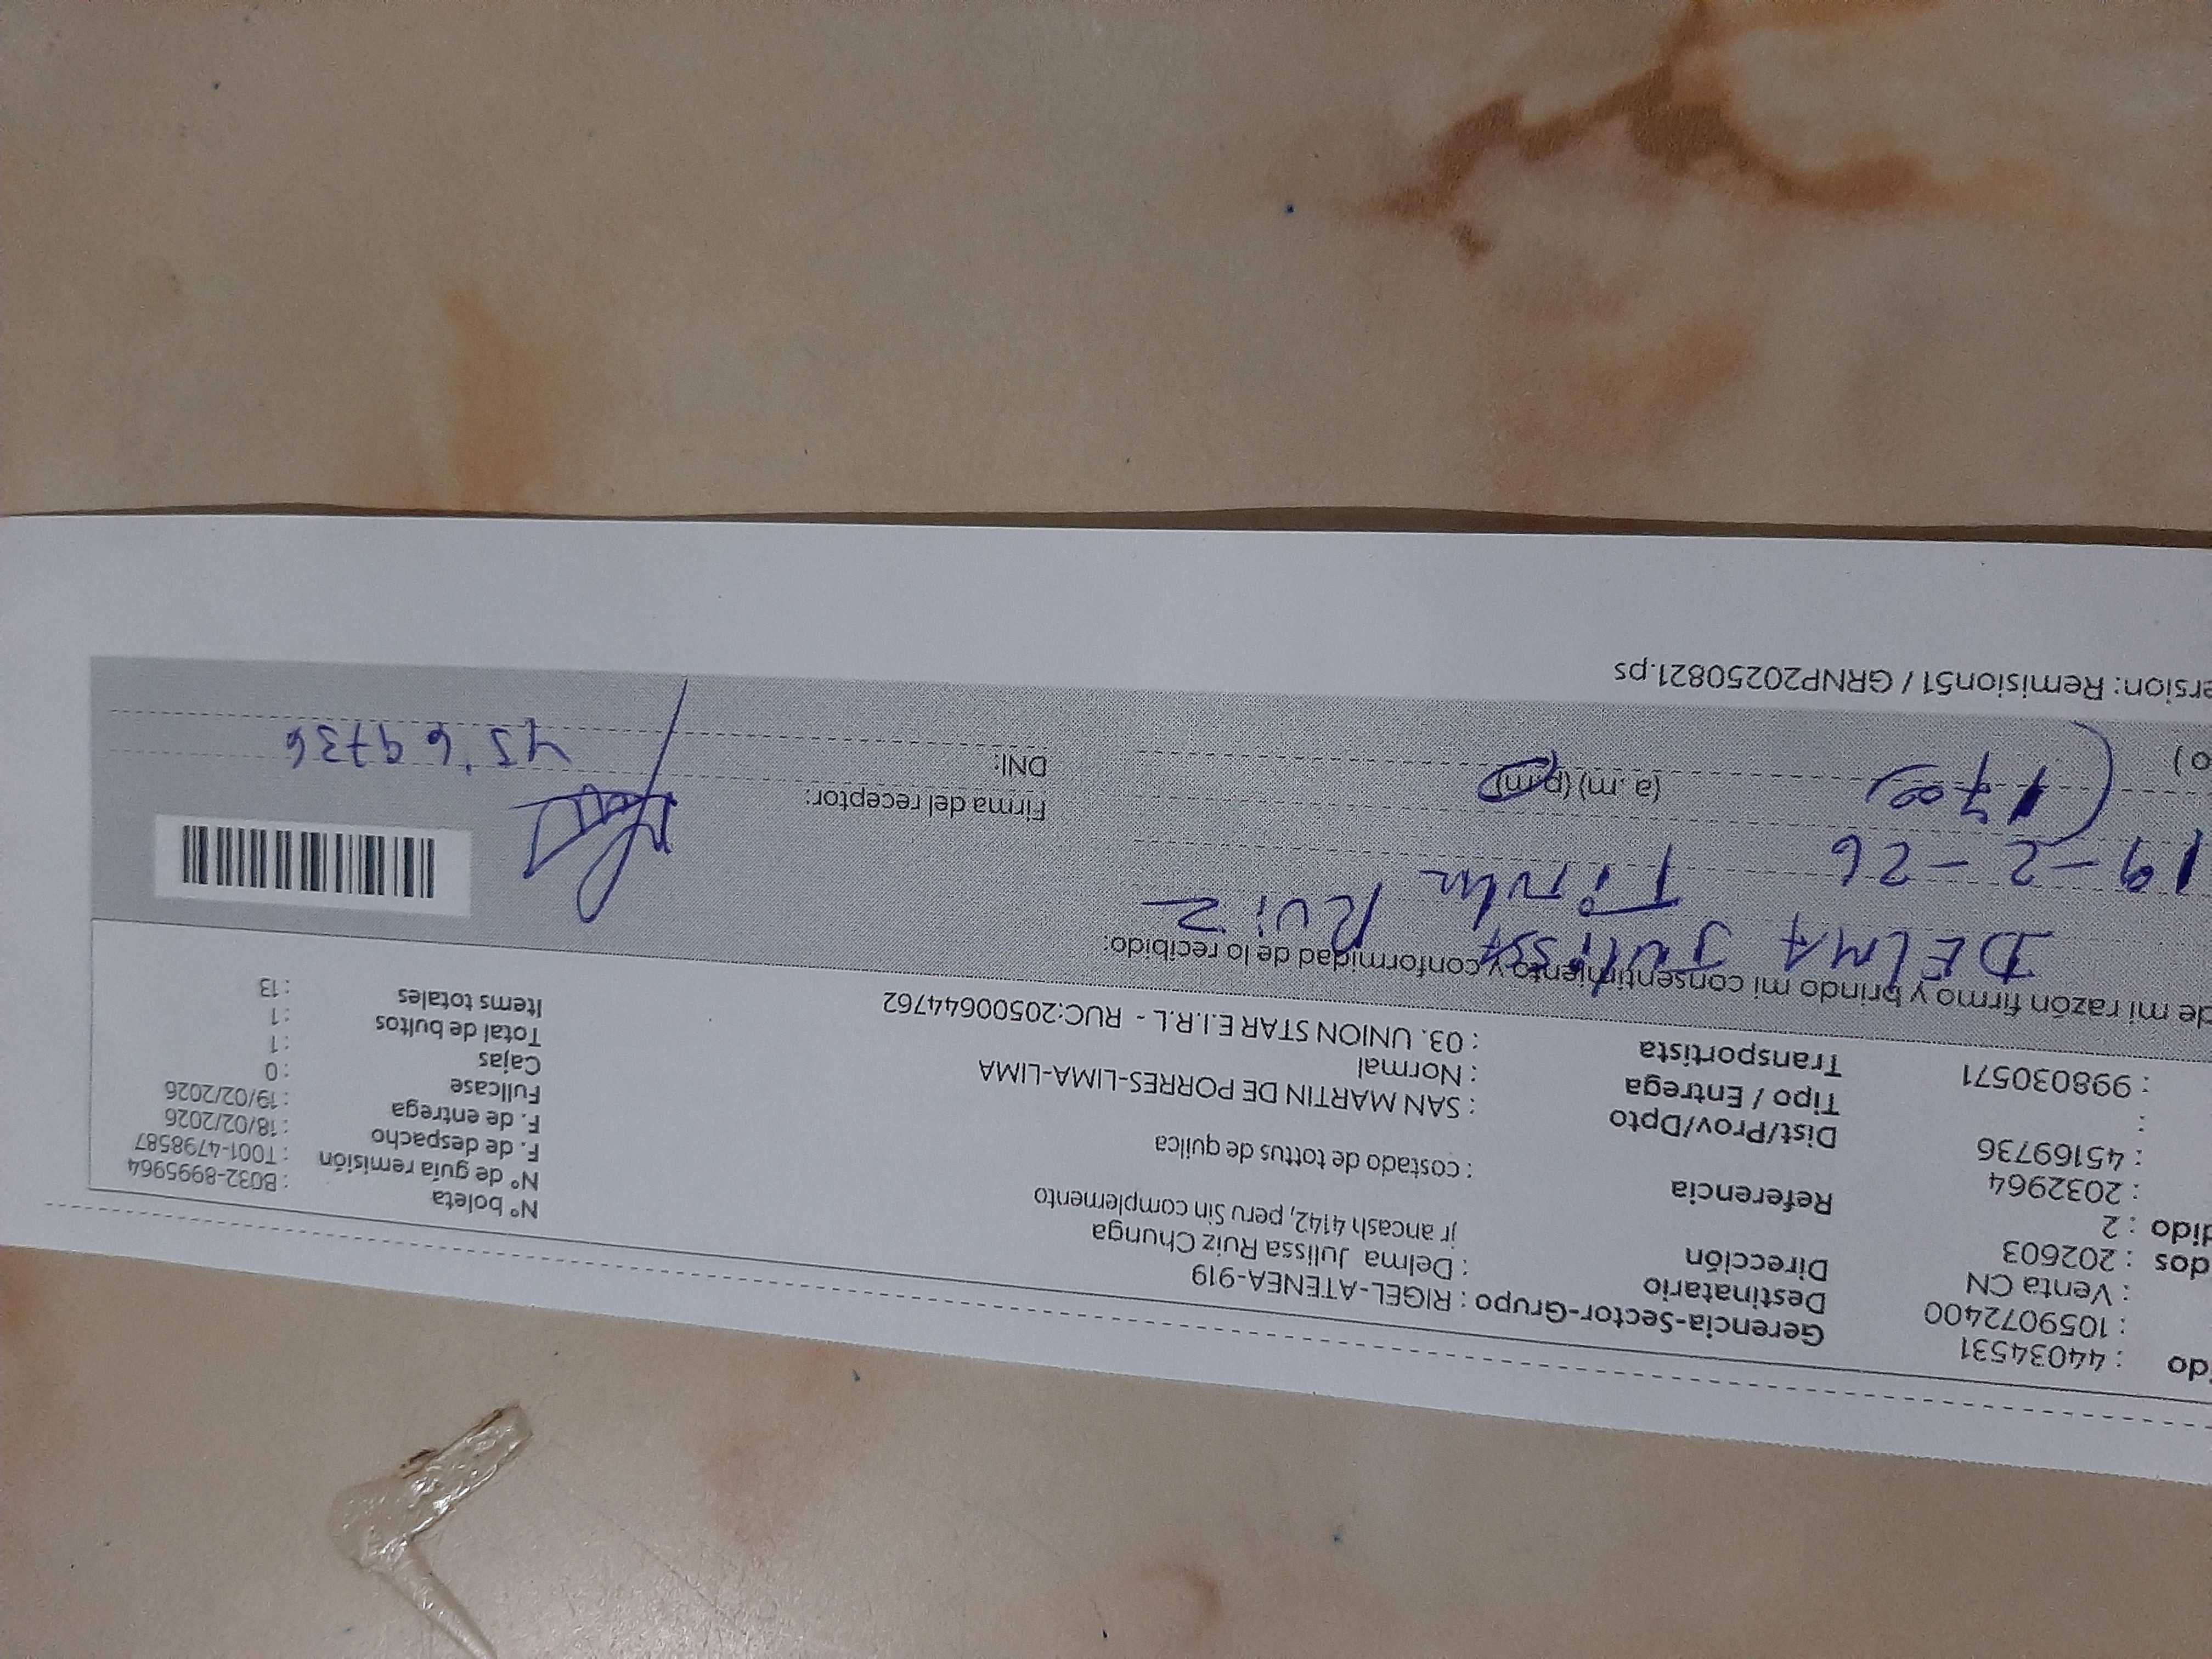 ido : 44034531
: 1059072400
: Venta CN
dos : 202603
dido : 2
: 2032964
: 45169736
:
: 998030571
Gerencia-Sector-Grupo : RIGEL-ATENEA-919
Destinatario : Delma Julissa Ruiz Chunga
Dirección jr ancash 4142, peru Sin complemento
Referencia : costado de tottus de quilca
Dist/Prov/Dpto : SAN MARTIN DE PORRES-LIMA-LIMA
Tipo / Entrega : Normal
Transportista : 03. UNION STAR E.I.R.L - RUC:20500644762
N° boleta : B032-8995964
N° de guía remisión : T001-4798587
F. de despacho : 18/02/2026
F. de entrega : 19/02/2026
Fullcase : 0
Cajas : 1
Total de bultos : 1
Items totales : 13
de mi razón firmo y brindo mi consentimiento y conformidad de lo recibido:
DELMA Julissa Ruiz
19-2-26
1700 (a.m) (p.m)
o)
Firma del receptor:
DNI: 45169736
ersion: Remision51 / GRNP20250821.ps